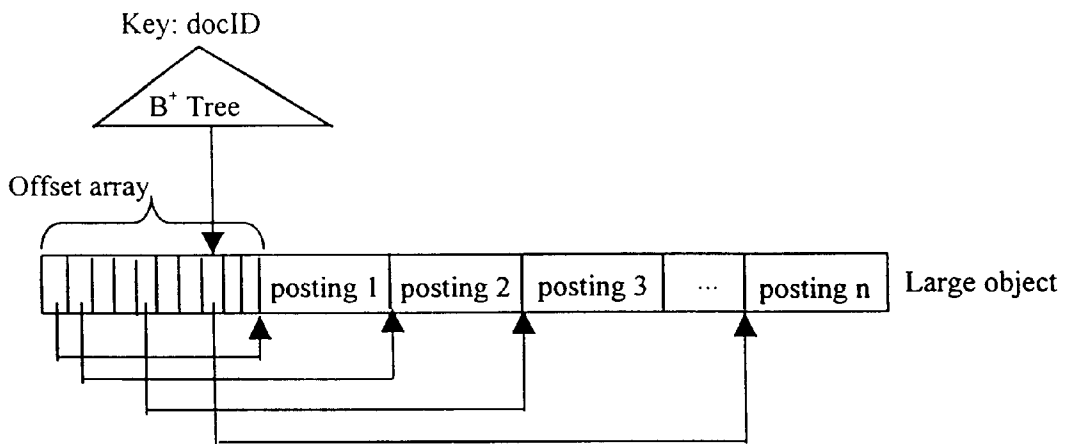 Key: docID
B+ Tree
Offset array
posting 1 posting 2 posting 3 ... posting n Large object